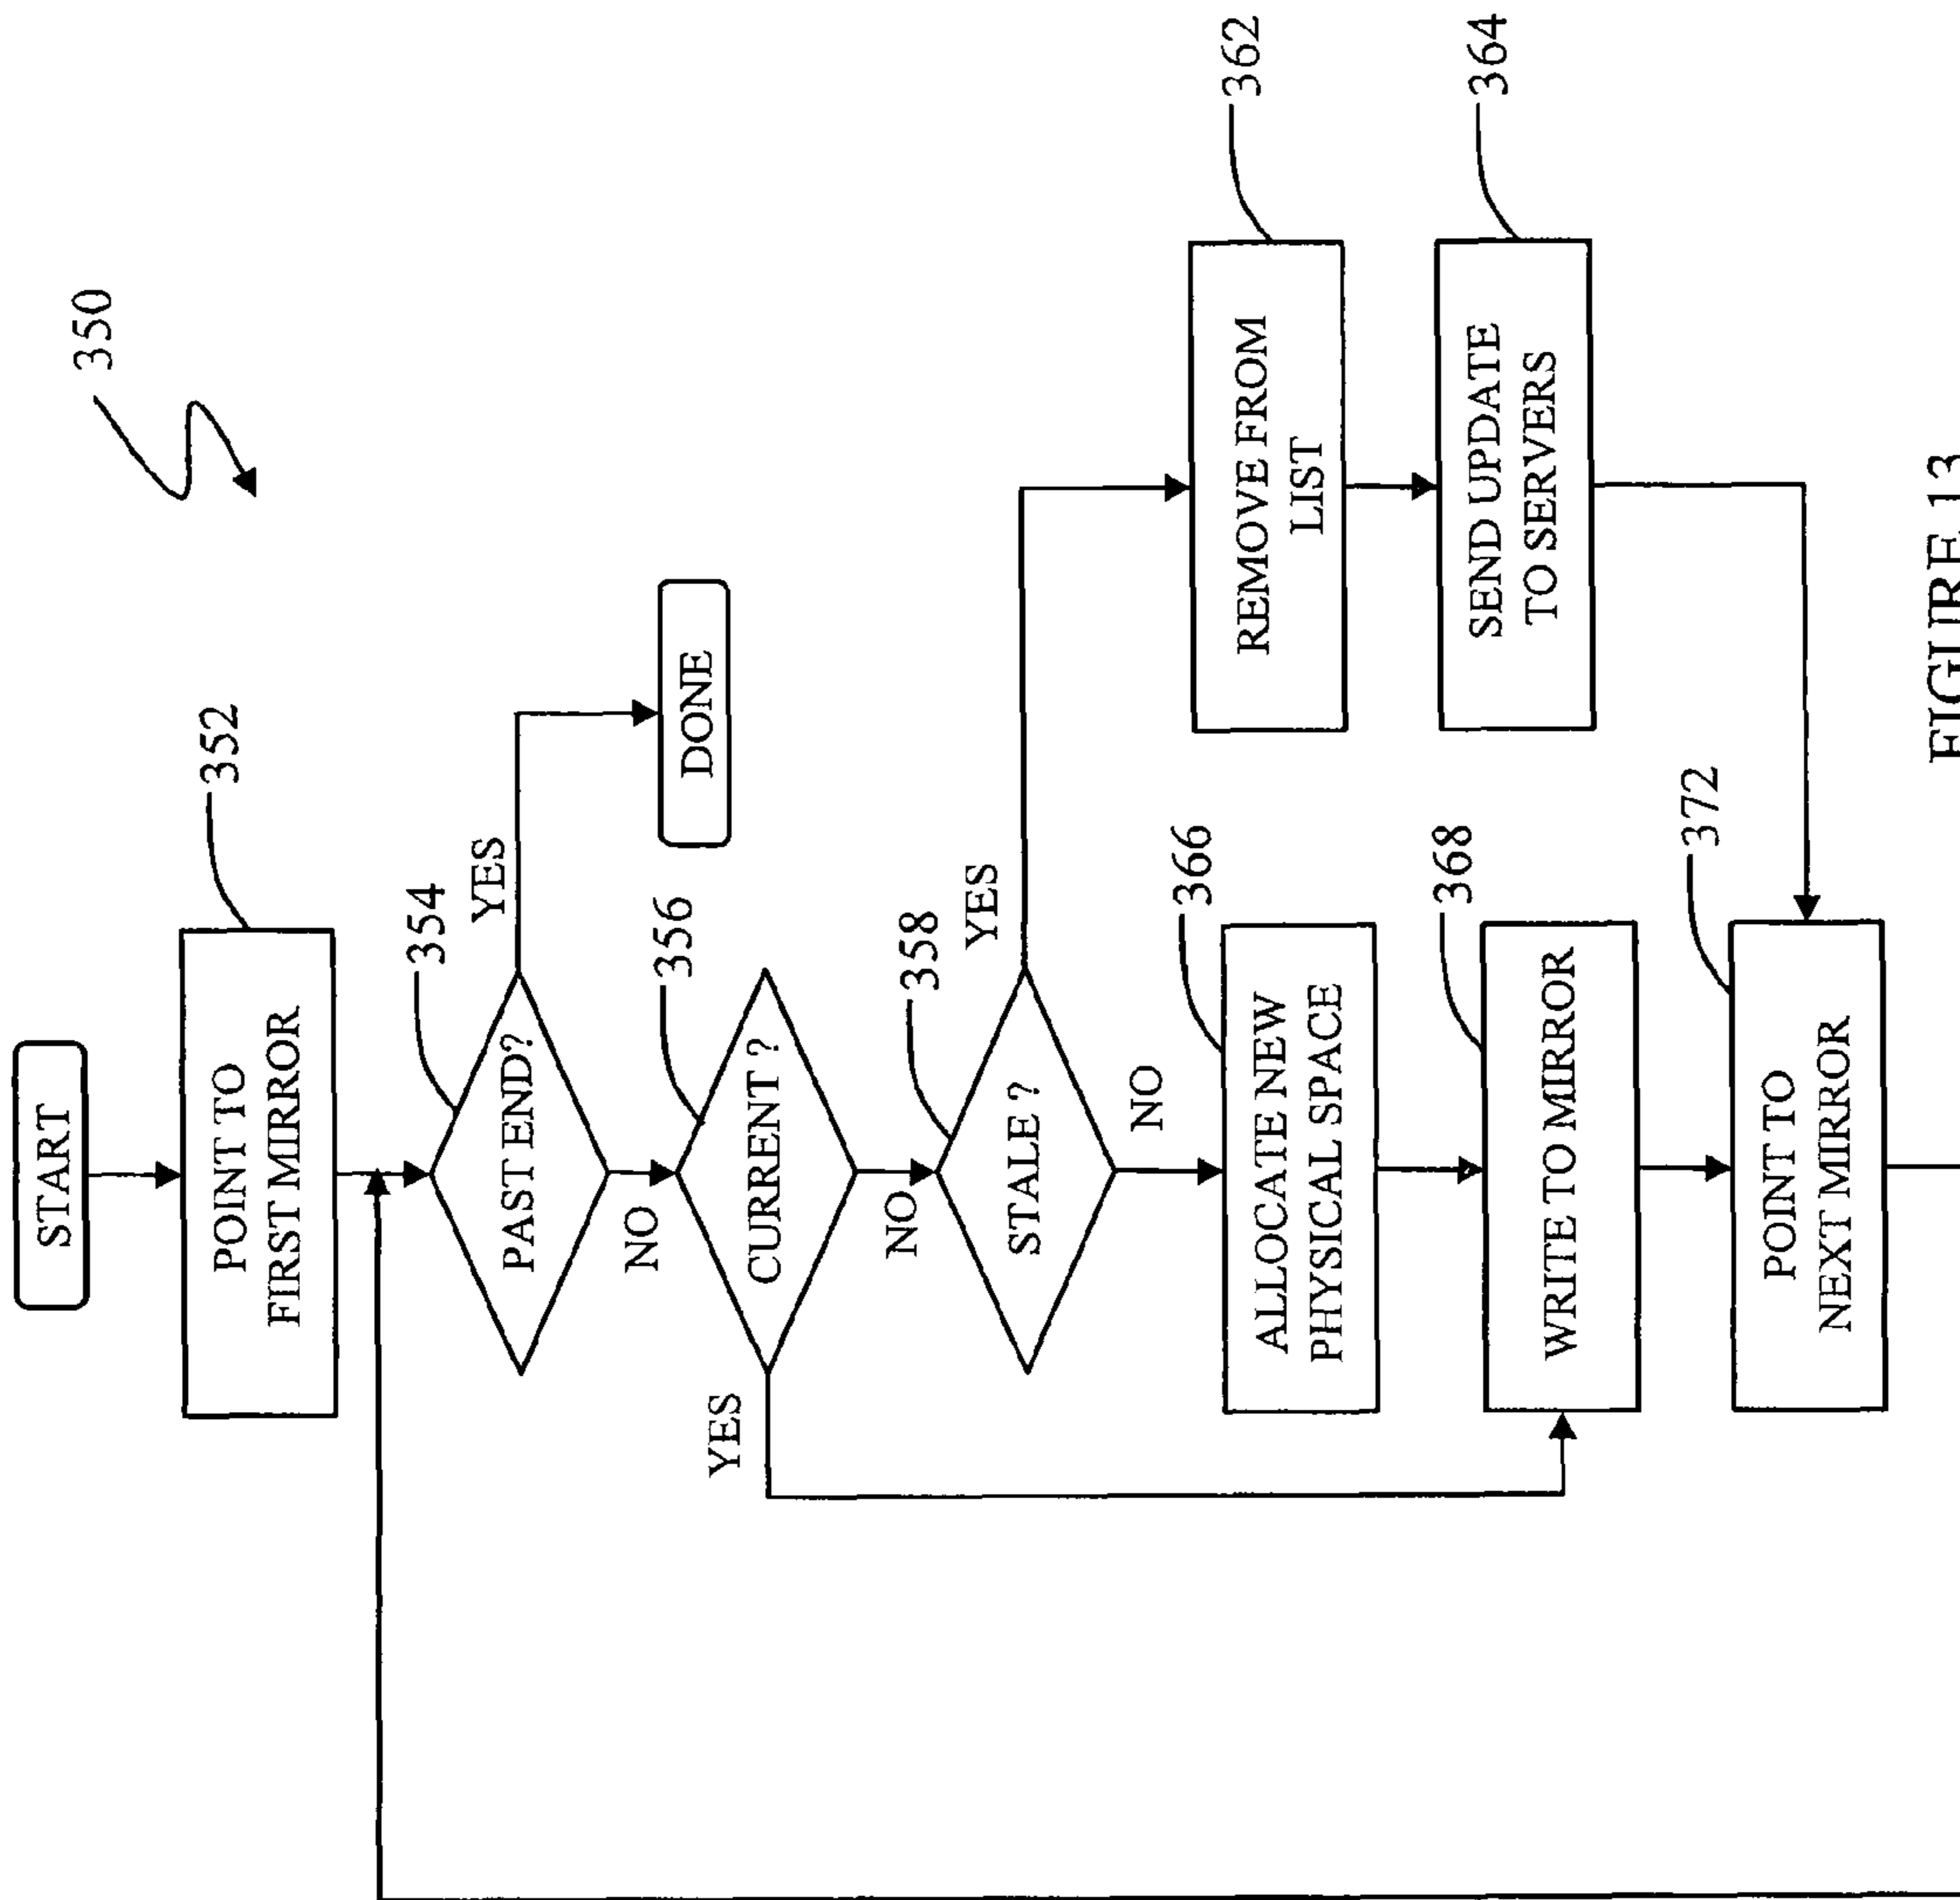 350
START
POINT TO
FIRST MIRROR
352
PAST END?
354
YES
DONE
NO
CURRENT ?
356
YES
NO
STALE ?
358
YES
NO
REMOVE FROM
LIST
362
SEND UPDATE
TO SERVERS
364
ALLOCATE NEW
PHYSICAL SPACE
366
WRITE TO MIRROR
368
POINT TO
NEXT MIRROR
372
FIGURE 13